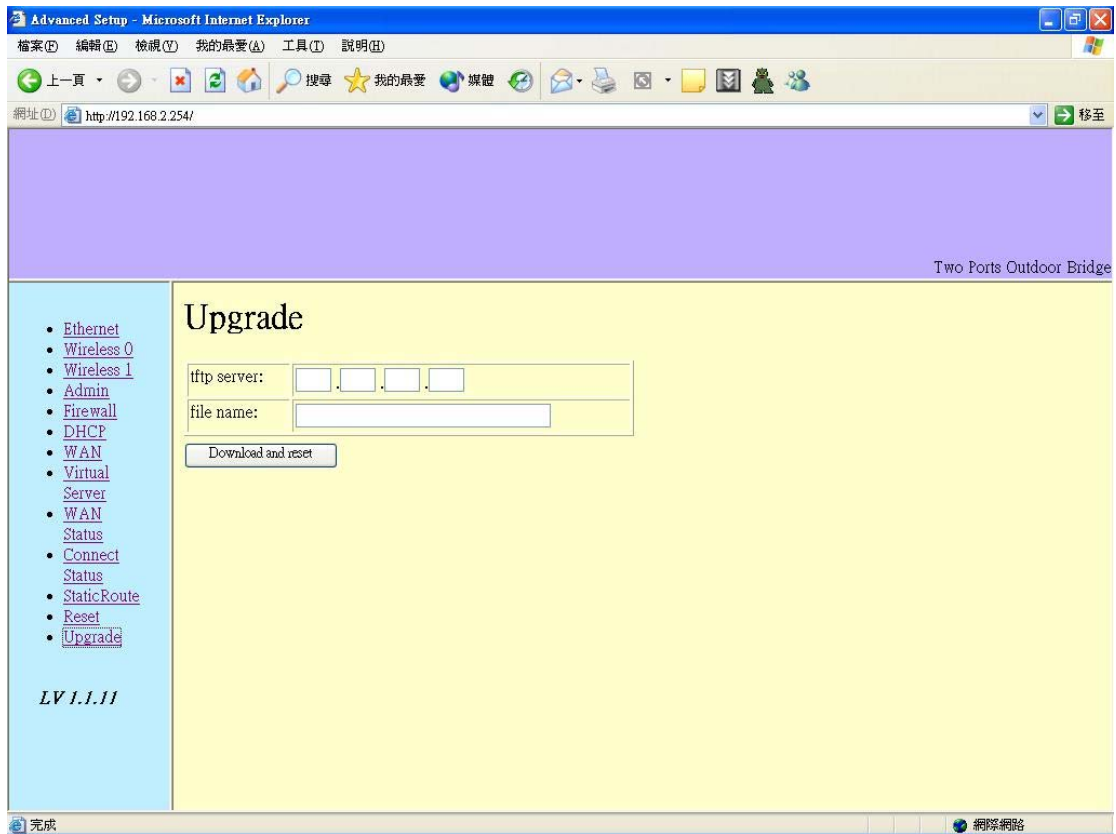 Advanced Setup - Microsoft Internet Explorer
檔案(F) 編輯(E) 檢視(V) 我的最愛(A) 工具(T) 說明(H)
上一頁 搜尋 我的最愛 媒體
網址(D) http://192.168.2.254/ 移至
Two Ports Outdoor Bridge
Ethernet
Wireless 0
Wireless 1
Admin
Firewall
DHCP
WAN
Virtual
Server
WAN
Status
Connect
Status
StaticRoute
Reset
Upgrade
LV 1.1.11
Upgrade
tftp server: . . .
file name:
Download and reset
完成 網際網路